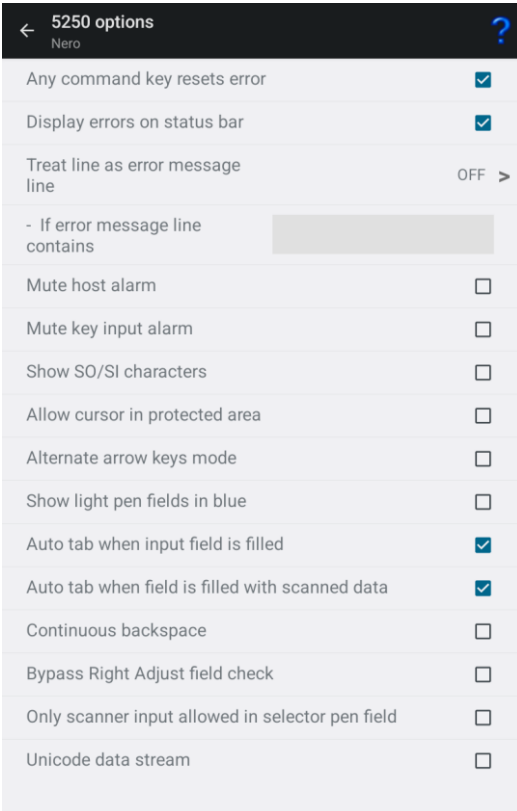 5250 options
Nero
?
Any command key resets error
Display errors on status bar
Treat line as error message
line
OFF >
- If error message line
contains
Mute host alarm
Mute key input alarm
Show SO/SI characters
Allow cursor in protected area
Alternate arrow keys mode
Show light pen fields in blue
Auto tab when input field is filled
Auto tab when field is filled with scanned data
Continuous backspace
Bypass Right Adjust field check
Only scanner input allowed in selector pen field
Unicode data stream